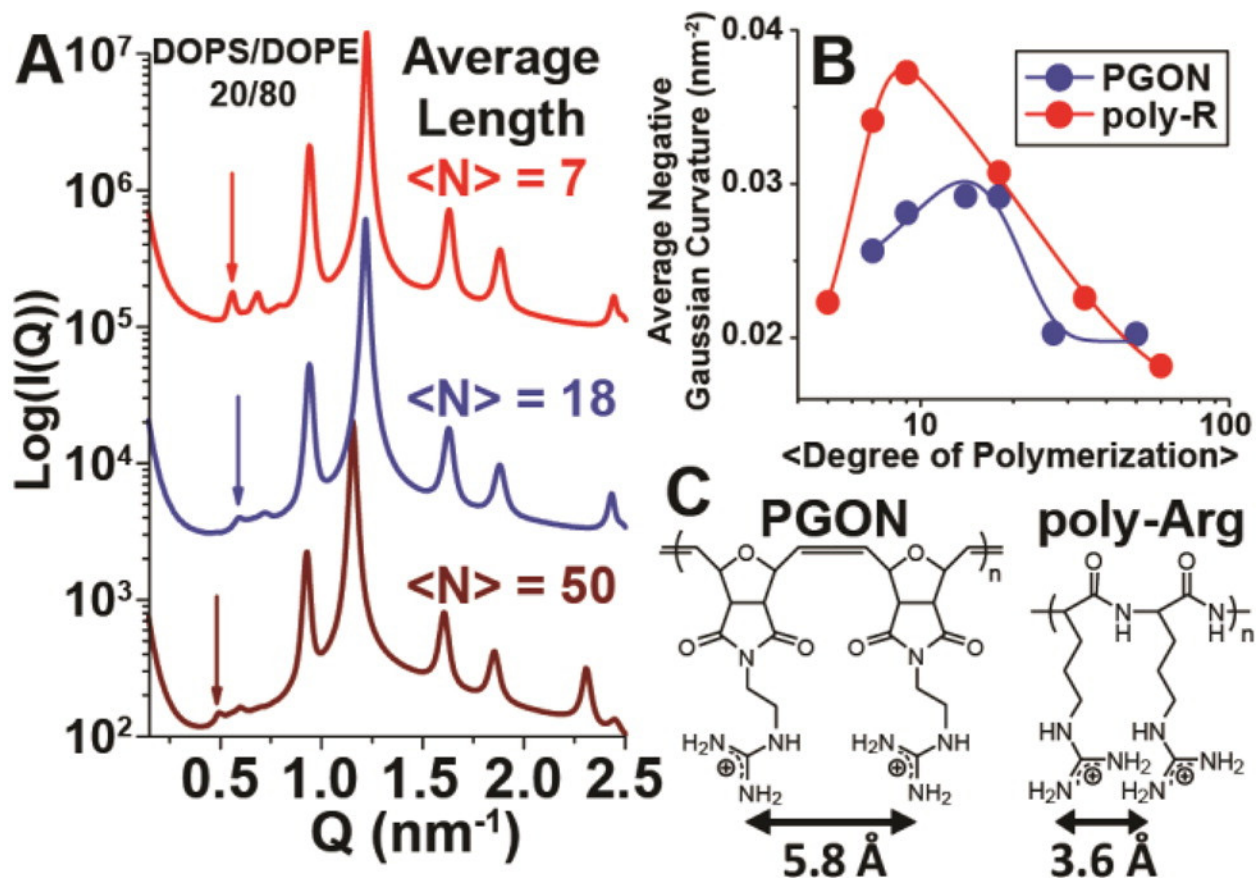 A
DOPS/DOPE
20/80
Average
Length
<N> = 7
<N> = 18
<N> = 50
10⁷
10⁶
10⁵
10⁴
10³
10²
Log(I(Q))
0.5 1.0 1.5 2.0 2.5
Q (nm⁻¹)
B
PGON
poly-R
Average Negative
Gaussian Curvature (nm⁻²)
0.04
0.03
0.02
10 100
<Degree of Polymerization>
C
PGON
poly-Arg
( O O )n
O N O O N O
H₂N NH H₂N NH
⊕ ⊕
NH₂ NH₂
5.8 Å
O O
( N H N H )n
HN HN
H₂N NH₂ H₂N NH₂
⊕ ⊕
3.6 Å